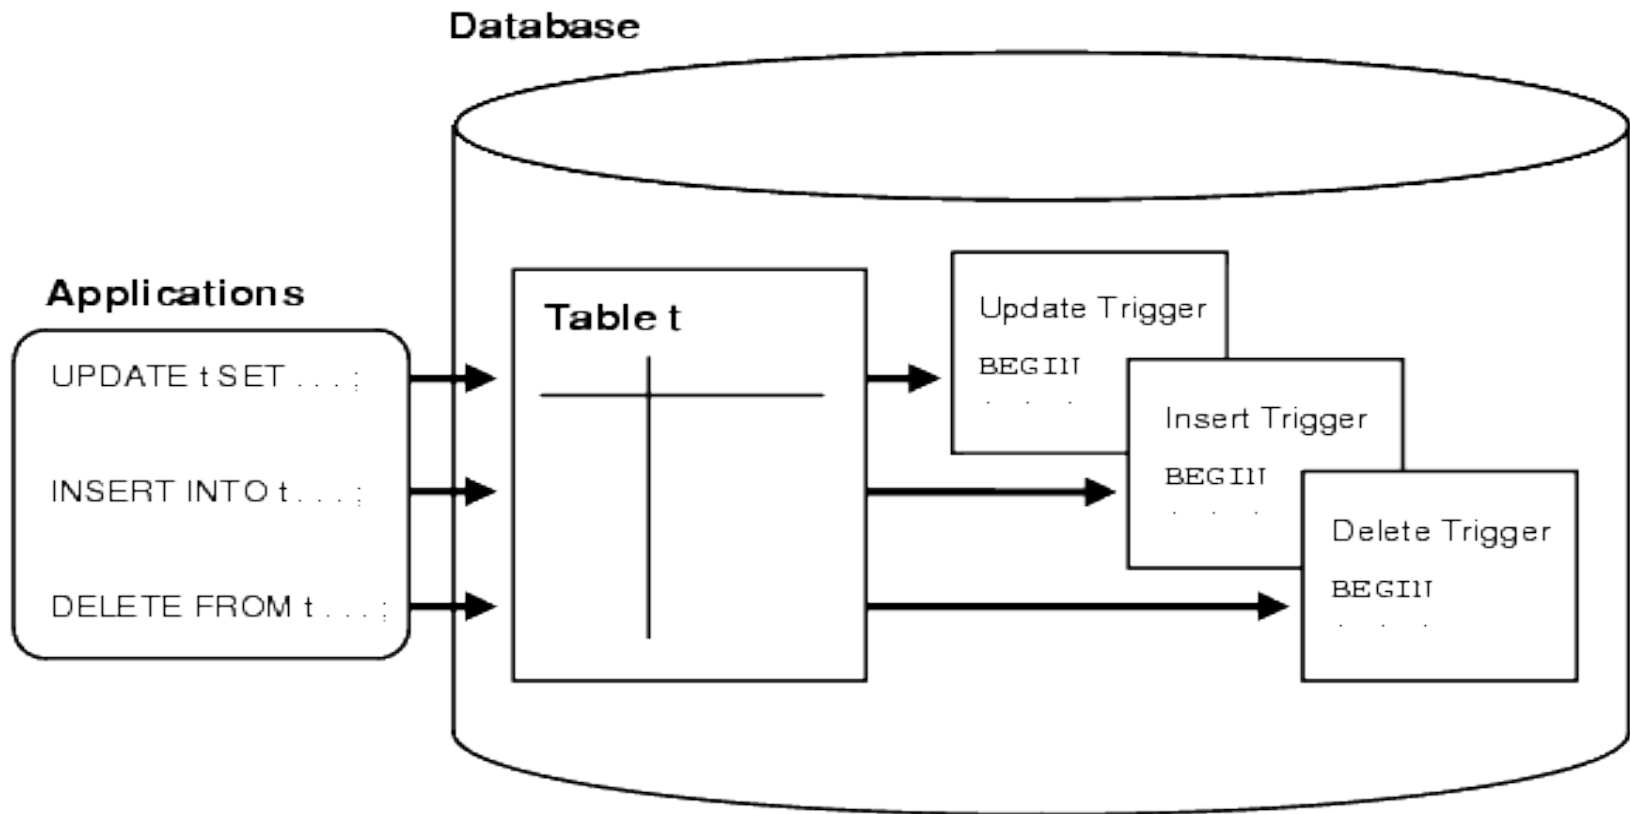 Database
Applications
UPDATE t SET . . . ;
INSERT INTO t . . . ;
DELETE FROM t . . . ;
Table t
Update Trigger
BEGIN
. . .
Insert Trigger
BEGIN
. . .
Delete Trigger
BEGIN
. . .